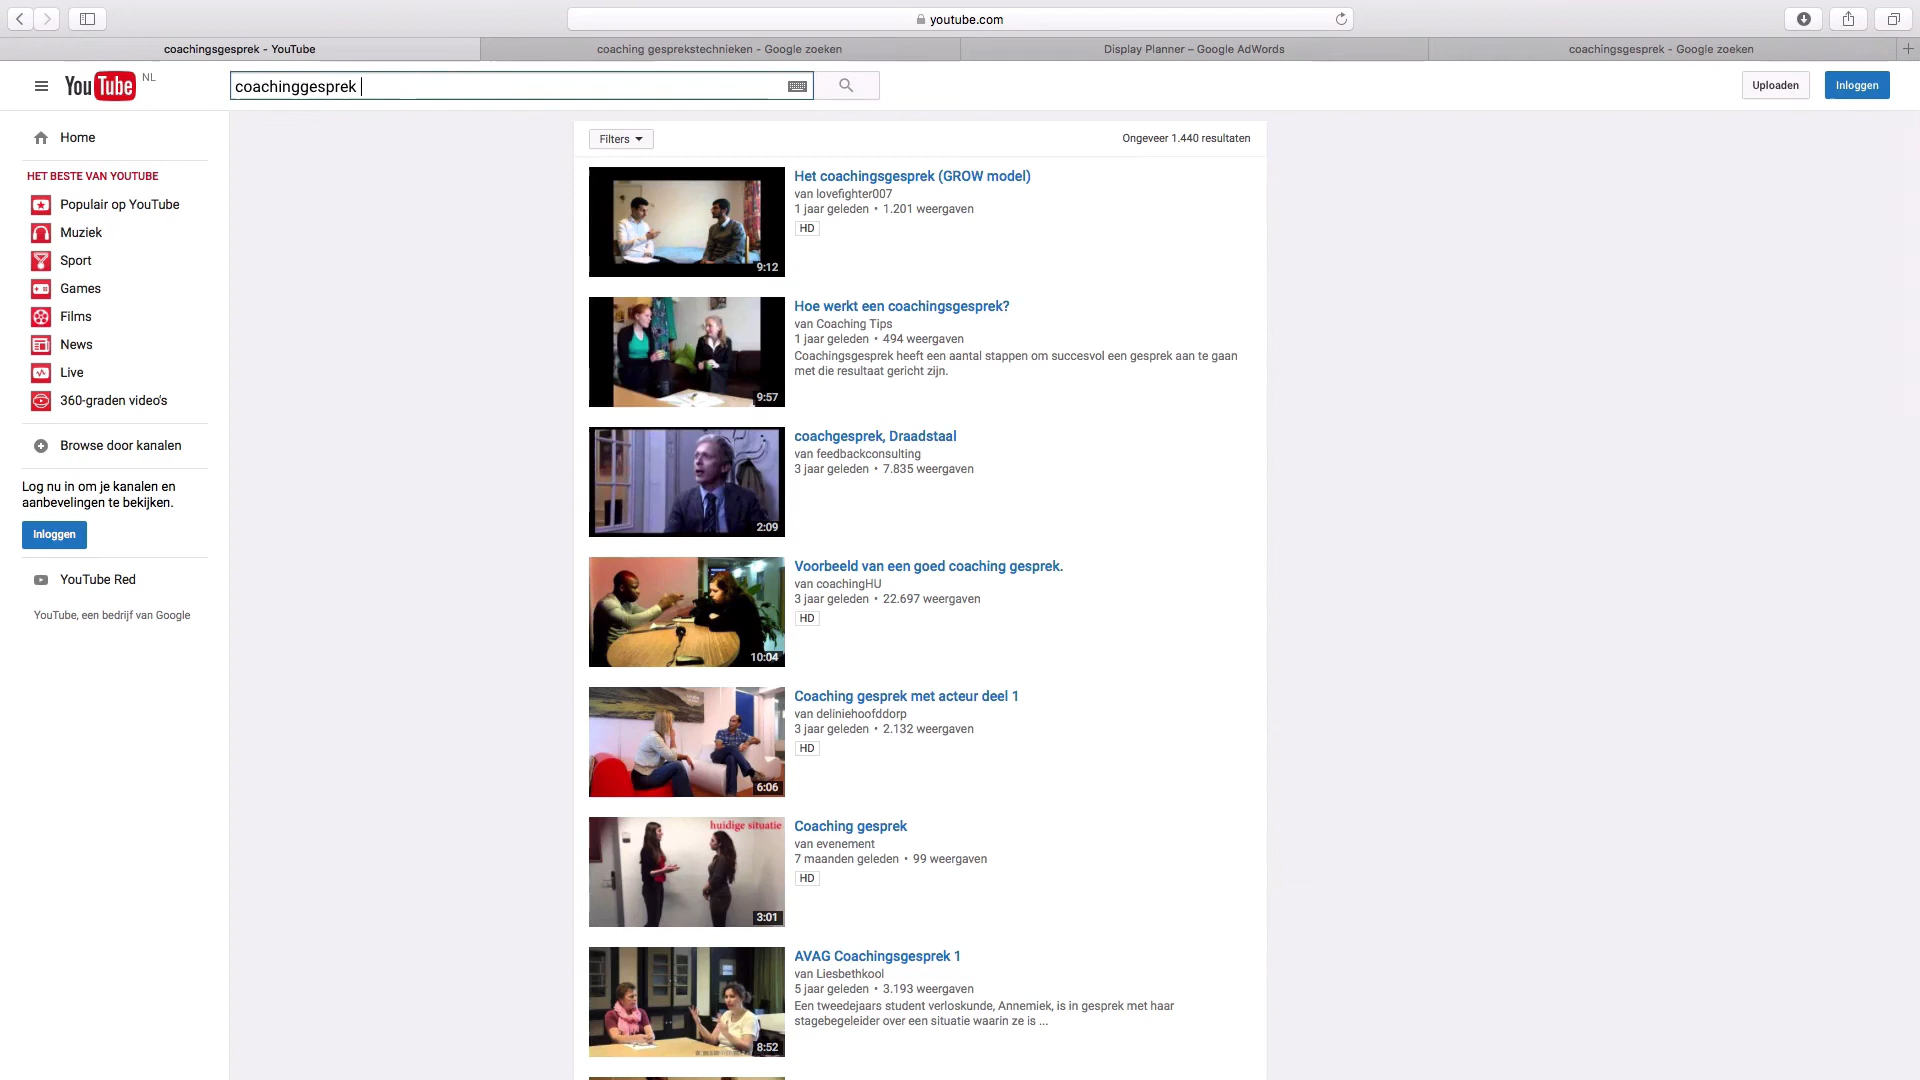 youtube.com
coachingsgesprek - YouTube
coaching gesprekstechnieken - Google zoeken
Display Planner – Google AdWords
coachingsgesprek - Google zoeken
YouTube NL
coachinggesprek
Uploaden
Inloggen
Home
HET BESTE VAN YOUTUBE
Populair op YouTube
Muziek
Sport
Games
Films
News
Live
360-graden video's
Browse door kanalen
Log nu in om je kanalen en
aanbevelingen te bekijken.
Inloggen
YouTube Red
YouTube, een bedrijf van Google
Filters
Ongeveer 1.440 resultaten
9:12
Het coachingsgesprek (GROW model)
van lovefighter007
1 jaar geleden • 1.201 weergaven
HD
9:57
Hoe werkt een coachingsgesprek?
van Coaching Tips
1 jaar geleden • 494 weergaven
Coachingsgesprek heeft een aantal stappen om succesvol een gesprek aan te gaan
met die resultaat gericht zijn.
2:09
coachgesprek, Draadstaal
van feedbackconsulting
3 jaar geleden • 7.835 weergaven
10:04
Voorbeeld van een goed coaching gesprek.
van coachingHU
3 jaar geleden • 22.697 weergaven
HD
6:06
Coaching gesprek met acteur deel 1
van deliniehoofddorp
3 jaar geleden • 2.132 weergaven
HD
huidige situatie
3:01
Coaching gesprek
van evenement
7 maanden geleden • 99 weergaven
HD
8:52
AVAG Coachingsgesprek 1
van Liesbethkool
5 jaar geleden • 3.193 weergaven
Een tweedejaars student verloskunde, Annemiek, is in gesprek met haar
stagebegeleider over een situatie waarin ze is ...